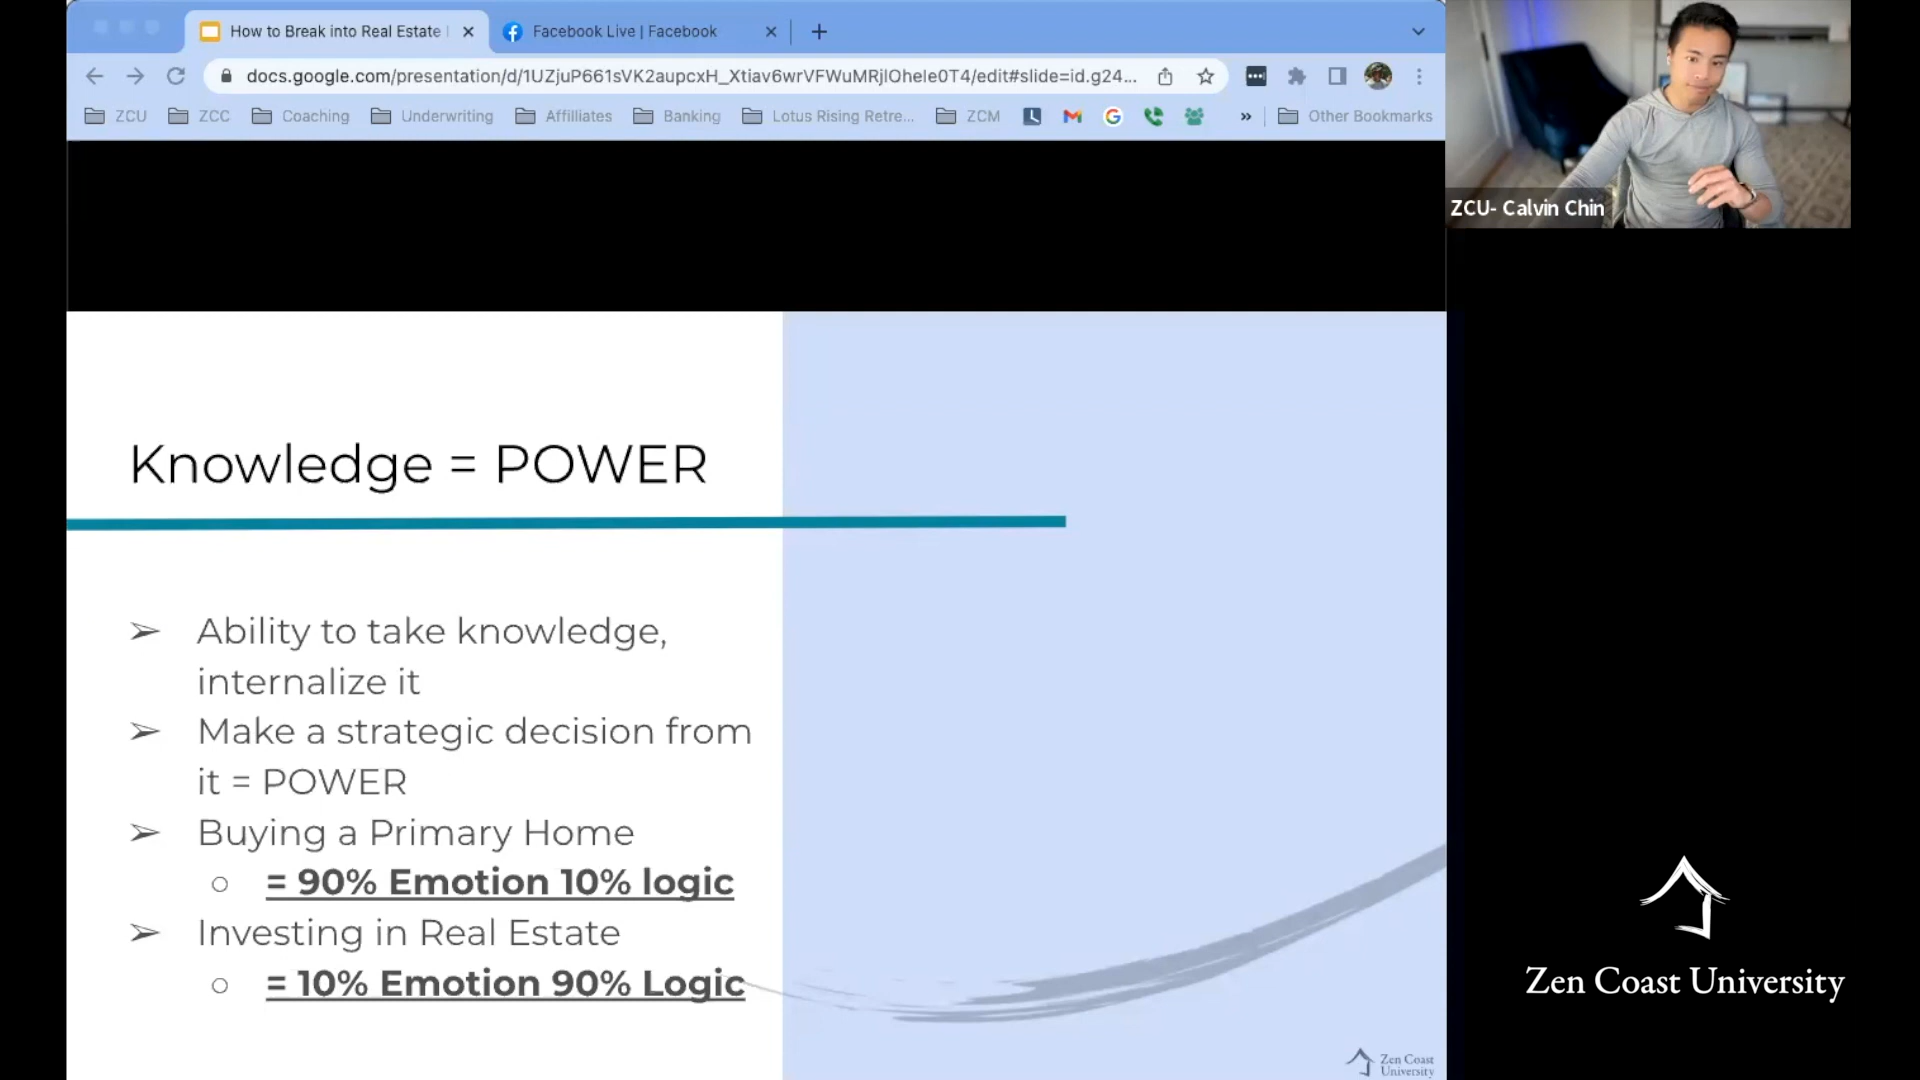 How to Break into Real Estate
Facebook Live | Facebook
docs.google.com/presentation/d/1UZjuP661sVK2aupcxH_Xtiav6wrVFWuMRjlOhele0T4/edit#slide=id.g24...
ZCU
ZCC
Coaching
Underwriting
Affilliates
Banking
Lotus Rising Retre...
ZCM
Other Bookmarks
ZCU- Calvin Chin
Knowledge = POWER
➢ Ability to take knowledge,
internalize it
➢ Make a strategic decision from
it = POWER
➢ Buying a Primary Home
○ = 90% Emotion 10% logic
➢ Investing in Real Estate
○ = 10% Emotion 90% Logic
Zen Coast University
Zen Coast
University